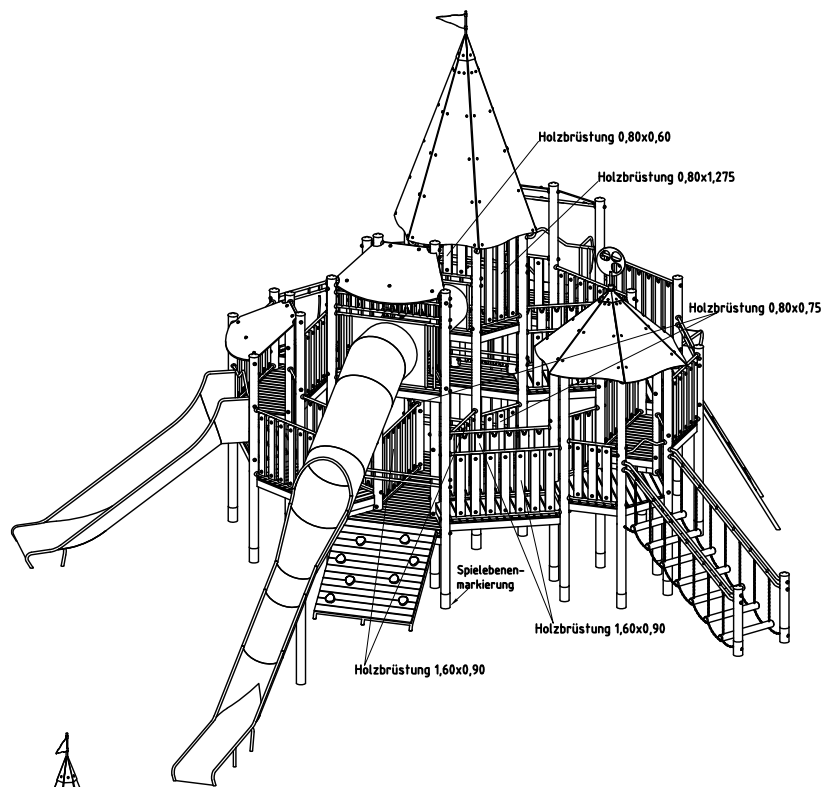 Holzbrüstung 0,80x0,60
Holzbrüstung 0,80x1,275
Holzbrüstung 0,80x0,75
Spielebenen-
markierung
Holzbrüstung 1,60x0,90
Holzbrüstung 1,60x0,90